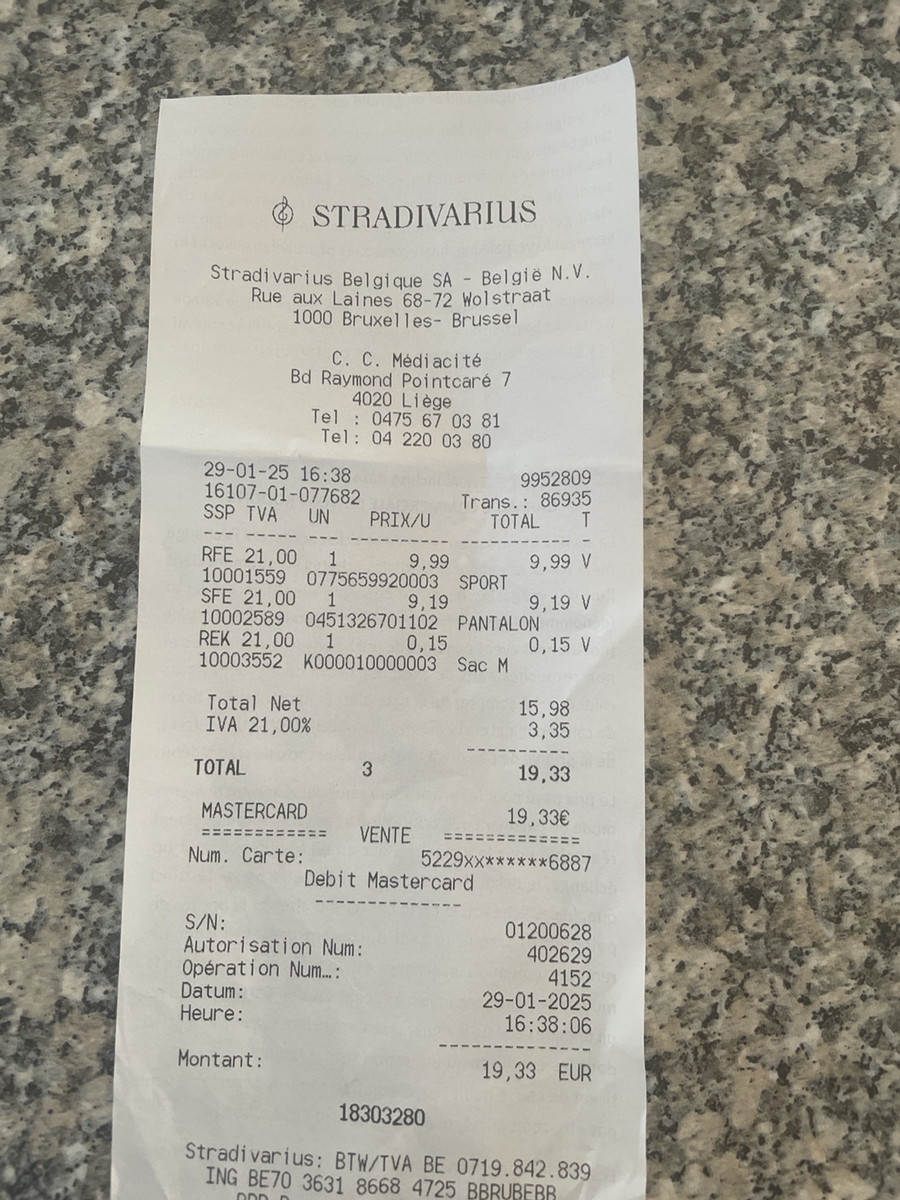 STRADIVARIUS
Stradivarius Belgique SA - België N.V.
Rue aux Laines 68-72 Wolstraat
1000 Bruxelles- Brussel
C. C. Médiacité
Bd Raymond Pointcaré 7
4020 Liège
Tel : 0475 67 03 81
Tel: 04 220 03 80
29-01-25 16:38 9952809
16107-01-077682 Trans.: 86935
SSP TVA UN PRIX/U TOTAL T
--- ----- --- ---------- ----------- -
RFE 21,00 1 9,99 9,99 V
10001559 0775659920003 SPORT
SFE 21,00 1 9,19 9,19 V
10002589 0451326701102 PANTALON
REK 21,00 1 0,15 0,15 V
10003552 K000010000003 Sac M
Total Net 15,98
IVA 21,00% 3,35
----------
TOTAL 3 19,33
MASTERCARD 19,33€
============ VENTE =============
Num. Carte: 5229xx******6887
Debit Mastercard
--------------
S/N: 01200628
Autorisation Num: 402629
Opération Num…: 4152
Datum: 29-01-2025
Heure: 16:38:06
--------------
Montant: 19,33 EUR
18303280
Stradivarius: BTW/TVA BE 0719.842.839
ING BE70 3631 8668 4725 BBRUBEBB